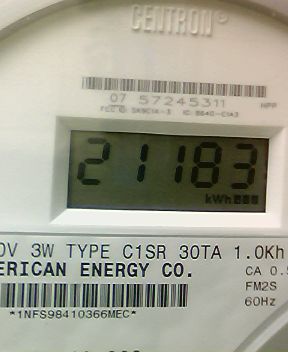 CENTRON®
07 57245311
HPP
21183
kWh
0V 3W TYPE C1SR 30TA 1.0Kh
ERICAN ENERGY CO.
CA 0.5
FM2S
60Hz
*1NFS98410366MEC*